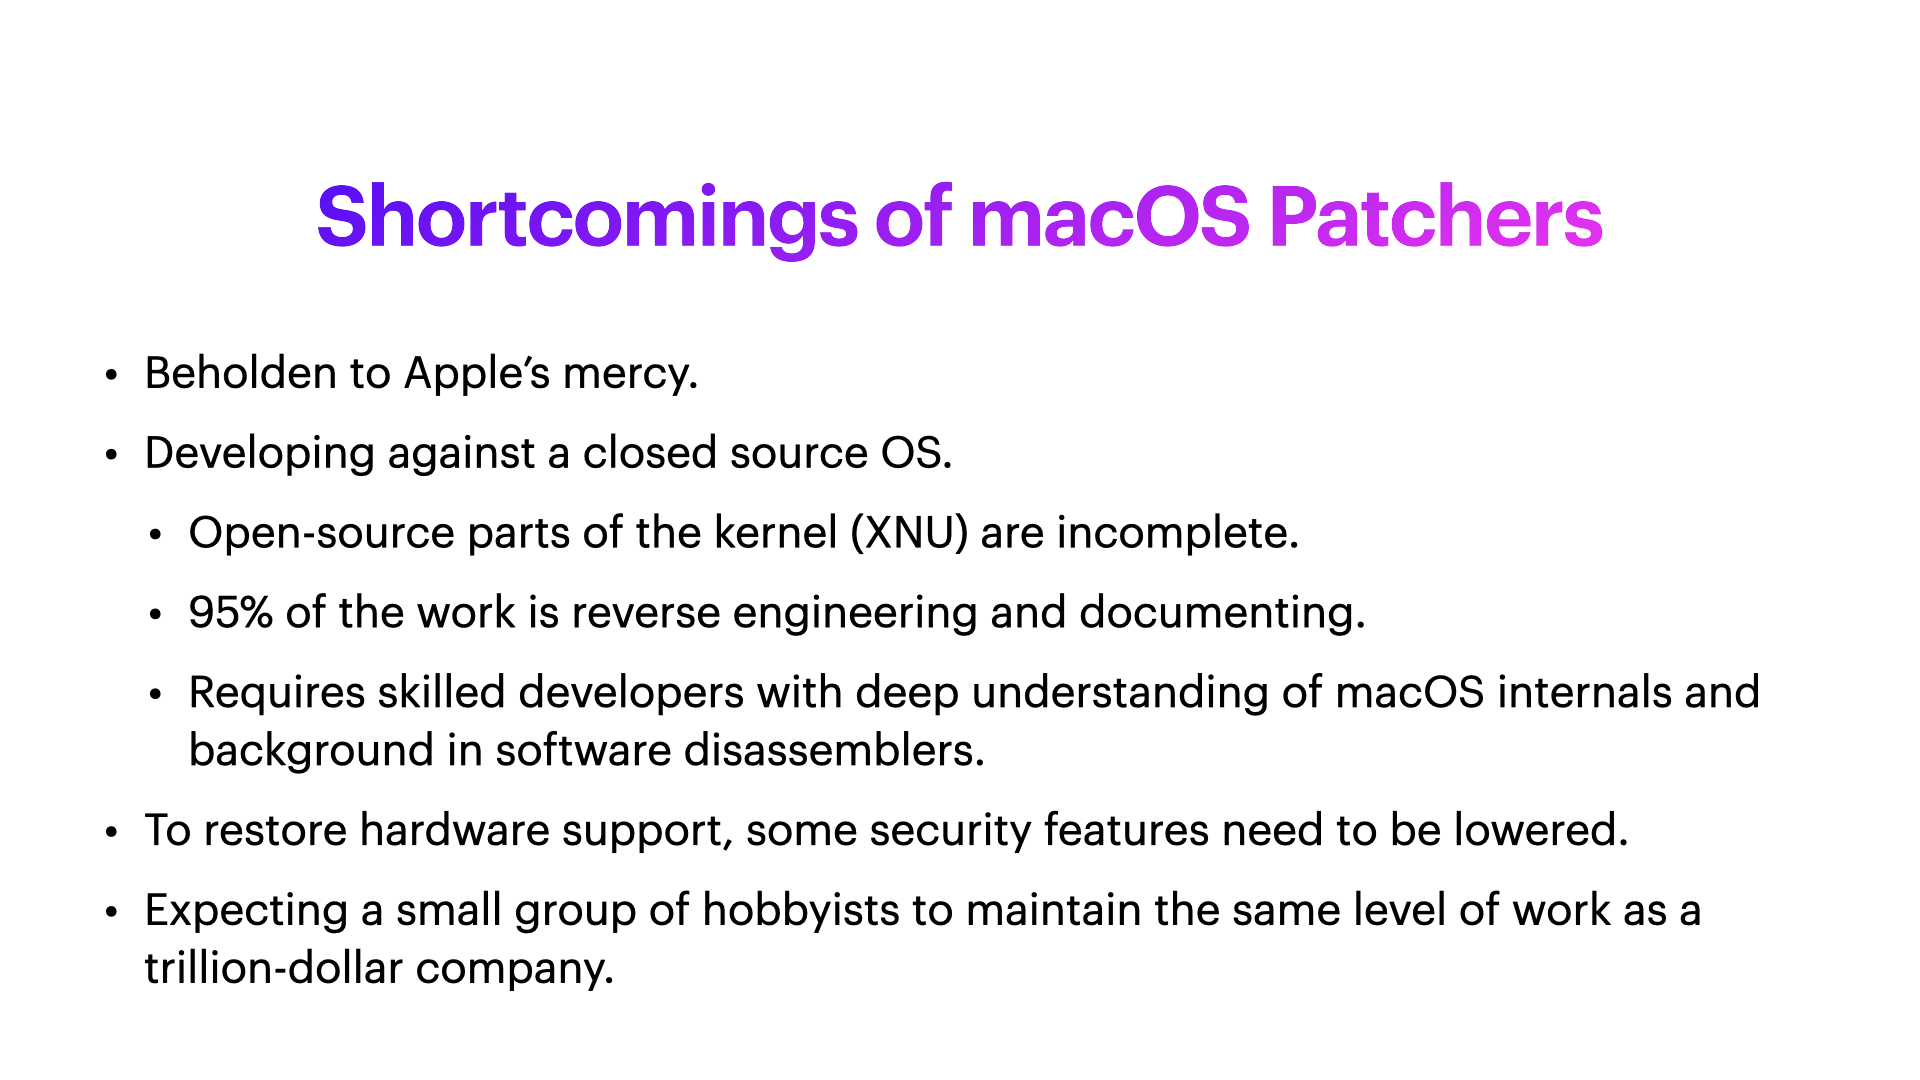 Shortcomings of macOS Patchers
• Beholden to Apple’s mercy.
• Developing against a closed source OS.
• Open-source parts of the kernel (XNU) are incomplete.
• 95% of the work is reverse engineering and documenting.
• Requires skilled developers with deep understanding of macOS internals and
background in software disassemblers.
• To restore hardware support, some security features need to be lowered.
• Expecting a small group of hobbyists to maintain the same level of work as a
trillion-dollar company.